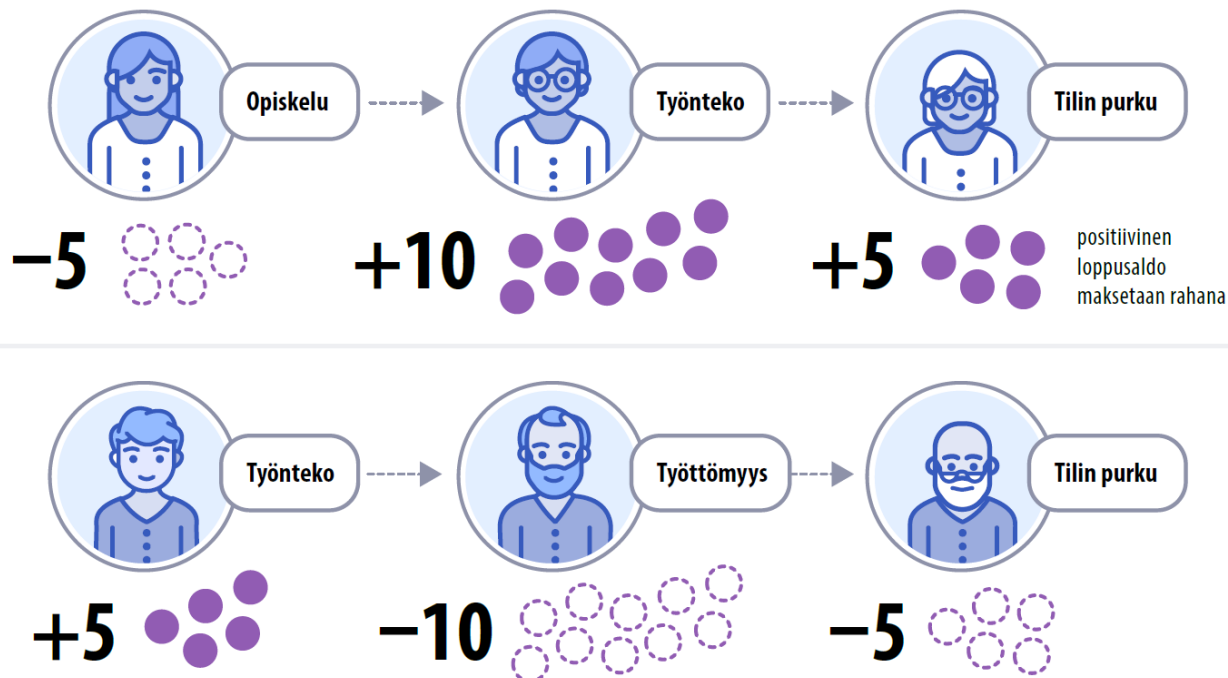 Opiskelu
Työnteko
Tilin purku
−5
+10
+5
positiivinen
loppusaldo
maksetaan rahana
Työnteko
Työttömyys
Tilin purku
+5
−10
−5